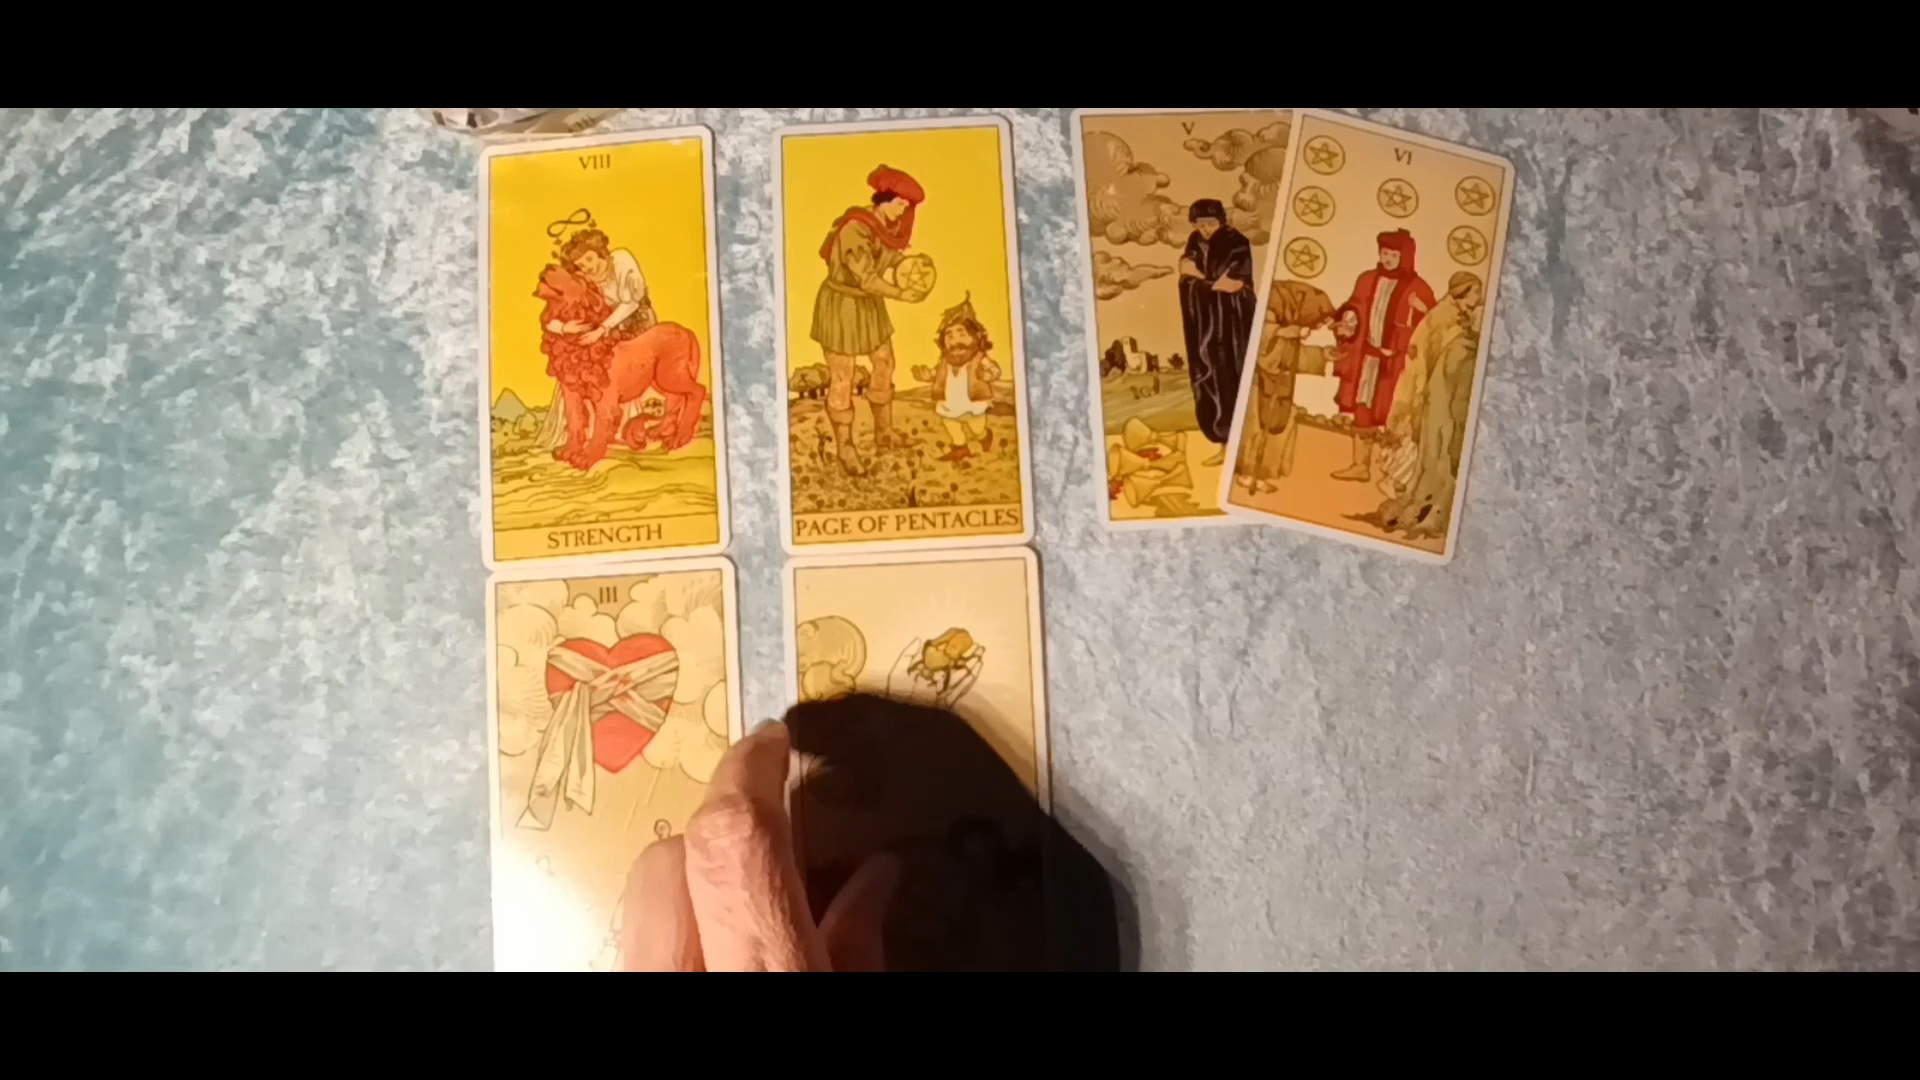 VIII
STRENGTH
PAGE OF PENTACLES
V
VI
III